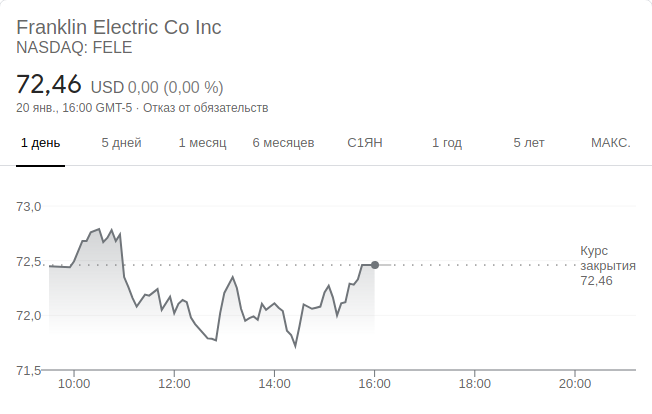 Franklin Electric Co Inc
NASDAQ: FELE
72,46 USD 0,00 (0,00 %)
20 янв., 16:00 GMT-5 · Отказ от обязательств
1 день 5 дней 1 месяц 6 месяцев С1ЯН 1 год 5 лет МАКС.
73,0
72,5
72,0
71,5
Курс
закрытия
72,46
10:00 12:00 14:00 16:00 18:00 20:00